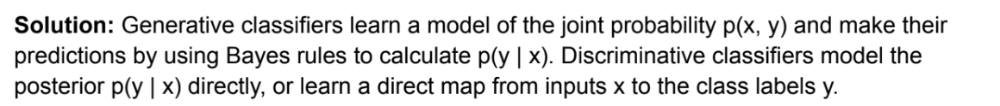 Solution: Generative classifiers learn a model of the joint probability p(x, y) and make their
predictions by using Bayes rules to calculate p(y | x). Discriminative classifiers model the
posterior p(y | x) directly, or learn a direct map from inputs x to the class labels y.